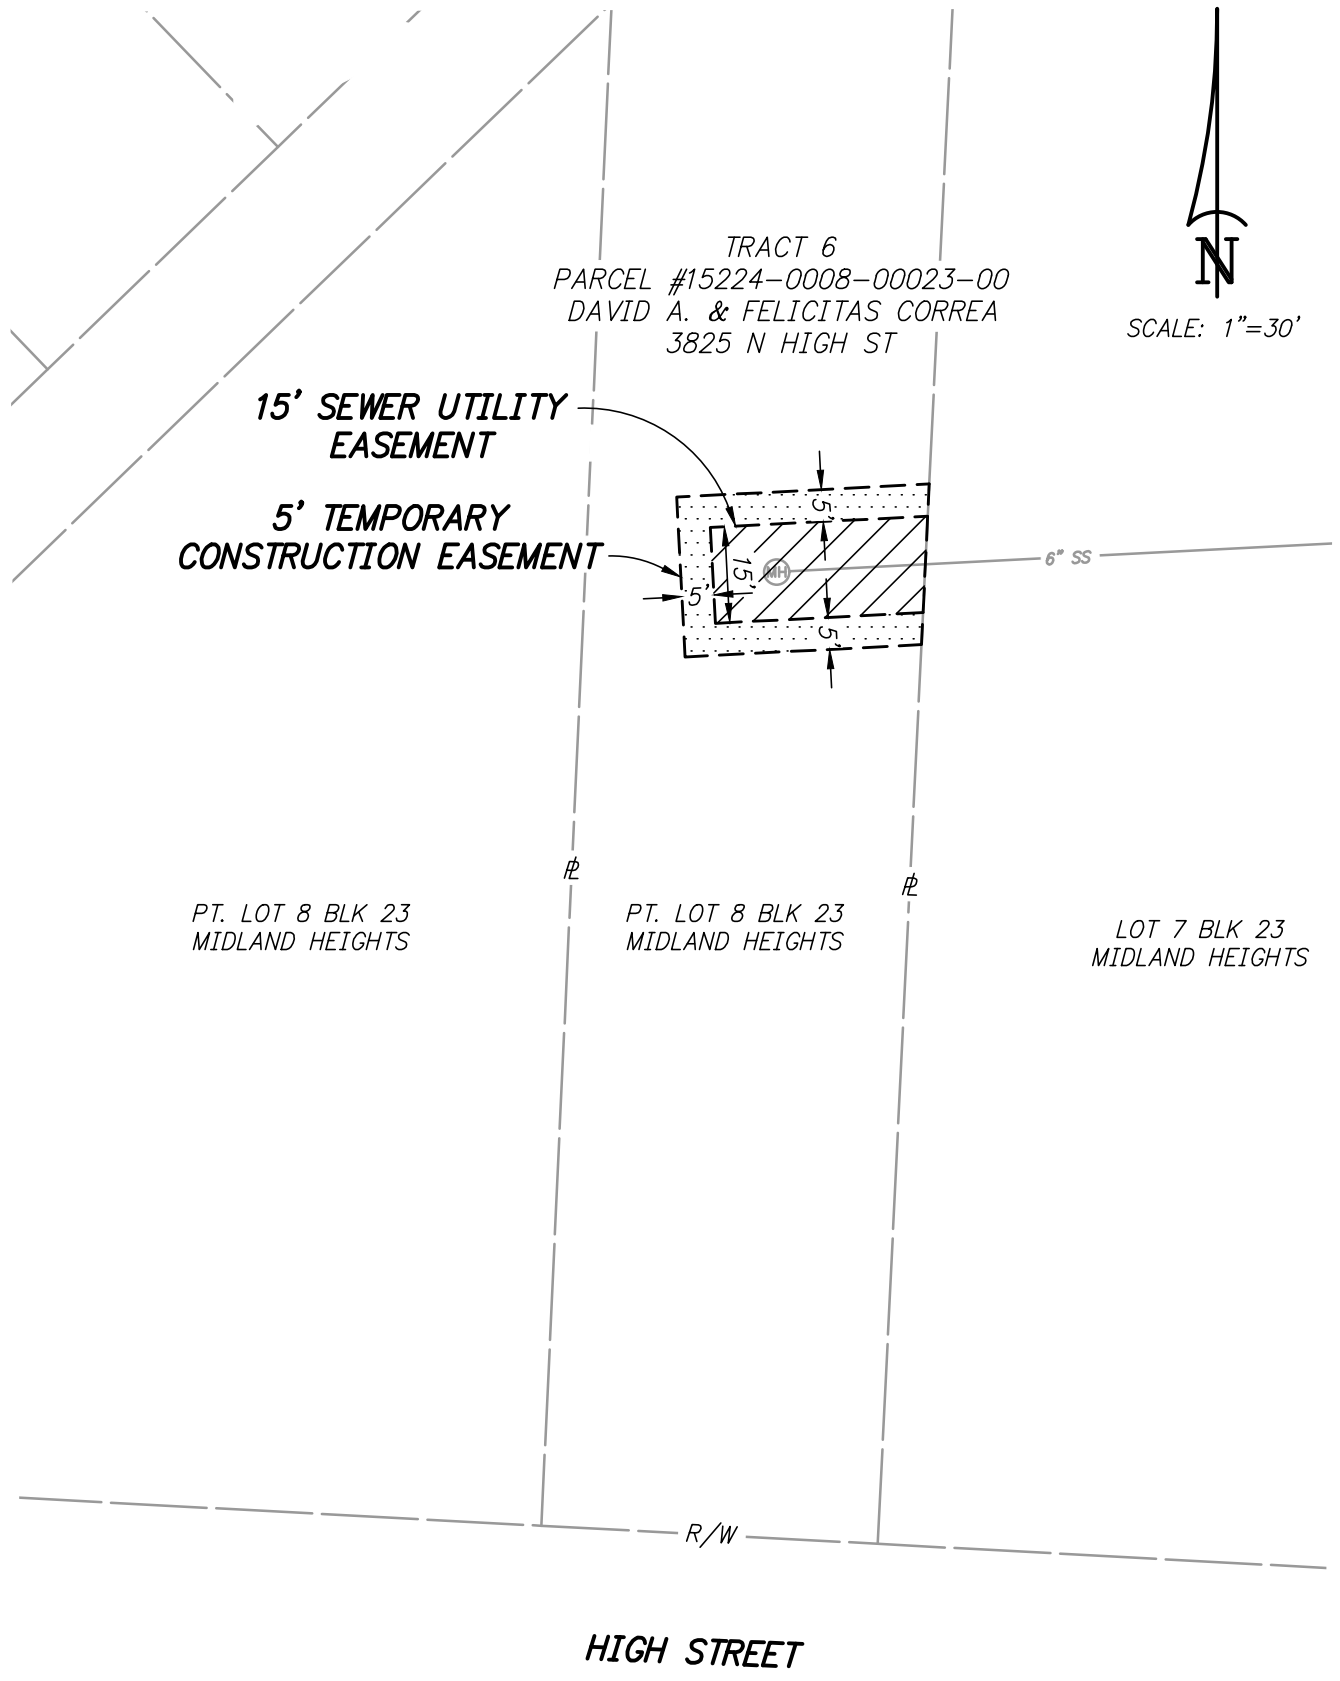 TRACT 6
PARCEL #15224-0008-00023-00
DAVID A. & FELICITAS CORREA
3825 N HIGH ST
N
SCALE: 1"=30'
15' SEWER UTILITY
EASEMENT
5' TEMPORARY
CONSTRUCTION EASEMENT
5'
15'
MH
6" SS
5'
5'
PL
PL
PT. LOT 8 BLK 23
MIDLAND HEIGHTS
PT. LOT 8 BLK 23
MIDLAND HEIGHTS
LOT 7 BLK 23
MIDLAND HEIGHTS
R/W
HIGH STREET